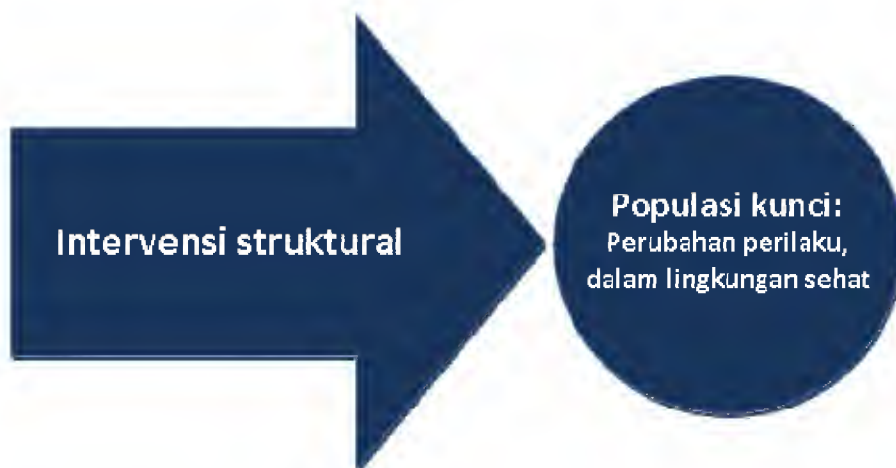 Intervensi struktural
Populasi kunci:
Perubahan perilaku,
dalam lingkungan sehat